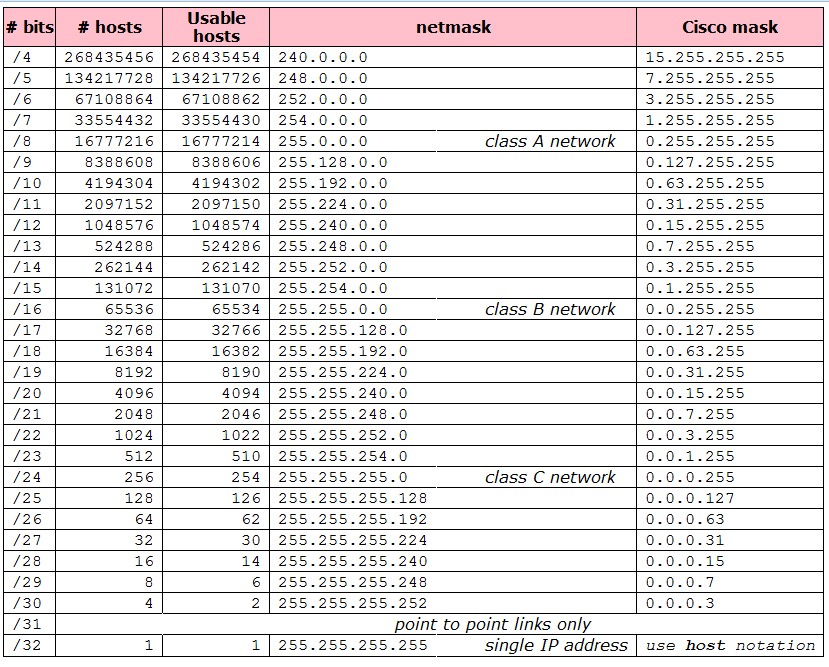 # bits # hosts Usable hosts netmask Cisco mask
/4 268435456 268435454 240.0.0.0 15.255.255.255
/5 134217728 134217726 248.0.0.0 7.255.255.255
/6 67108864 67108862 252.0.0.0 3.255.255.255
/7 33554432 33554430 254.0.0.0 1.255.255.255
/8 16777216 16777214 255.0.0.0 class A network 0.255.255.255
/9 8388608 8388606 255.128.0.0 0.127.255.255
/10 4194304 4194302 255.192.0.0 0.63.255.255
/11 2097152 2097150 255.224.0.0 0.31.255.255
/12 1048576 1048574 255.240.0.0 0.15.255.255
/13 524288 524286 255.248.0.0 0.7.255.255
/14 262144 262142 255.252.0.0 0.3.255.255
/15 131072 131070 255.254.0.0 0.1.255.255
/16 65536 65534 255.255.0.0 class B network 0.0.255.255
/17 32768 32766 255.255.128.0 0.0.127.255
/18 16384 16382 255.255.192.0 0.0.63.255
/19 8192 8190 255.255.224.0 0.0.31.255
/20 4096 4094 255.255.240.0 0.0.15.255
/21 2048 2046 255.255.248.0 0.0.7.255
/22 1024 1022 255.255.252.0 0.0.3.255
/23 512 510 255.255.254.0 0.0.1.255
/24 256 254 255.255.255.0 class C network 0.0.0.255
/25 128 126 255.255.255.128 0.0.0.127
/26 64 62 255.255.255.192 0.0.0.63
/27 32 30 255.255.255.224 0.0.0.31
/28 16 14 255.255.255.240 0.0.0.15
/29 8 6 255.255.255.248 0.0.0.7
/30 4 2 255.255.255.252 0.0.0.3
/31 point to point links only
/32 1 1 255.255.255.255 single IP address use host notation